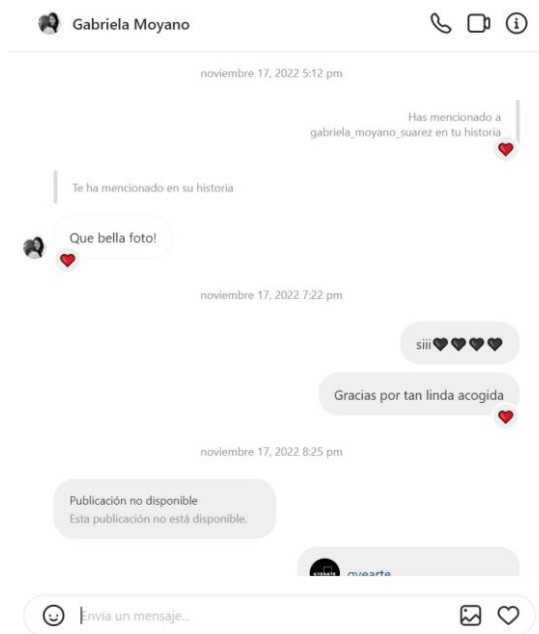 Gabriela Moyano
noviembre 17, 2022 5:12 pm
Has mencionado a
gabriela_moyano_suarez en tu historia
Te ha mencionado en su historia
Que bella foto!
noviembre 17, 2022 7:22 pm
siii🖤🖤🖤🖤
Gracias por tan linda acogida
noviembre 17, 2022 8:25 pm
Publicación no disponible
Esta publicación no está disponible.
Envía un mensaje...